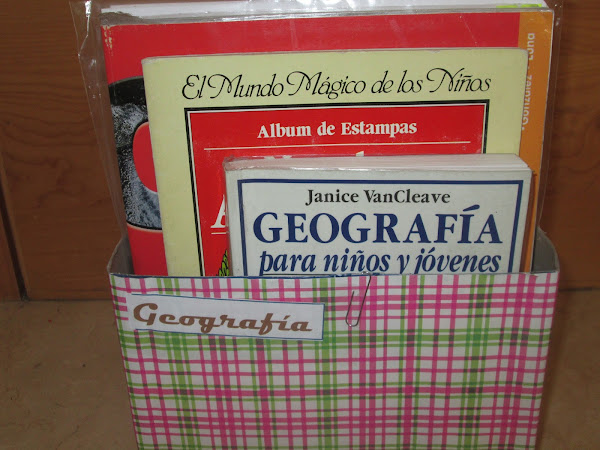 El Mundo Mágico de los Niños
Album de Estampas
Janice VanCleave
GEOGRAFÍA
para niños y jóvenes
Geografía